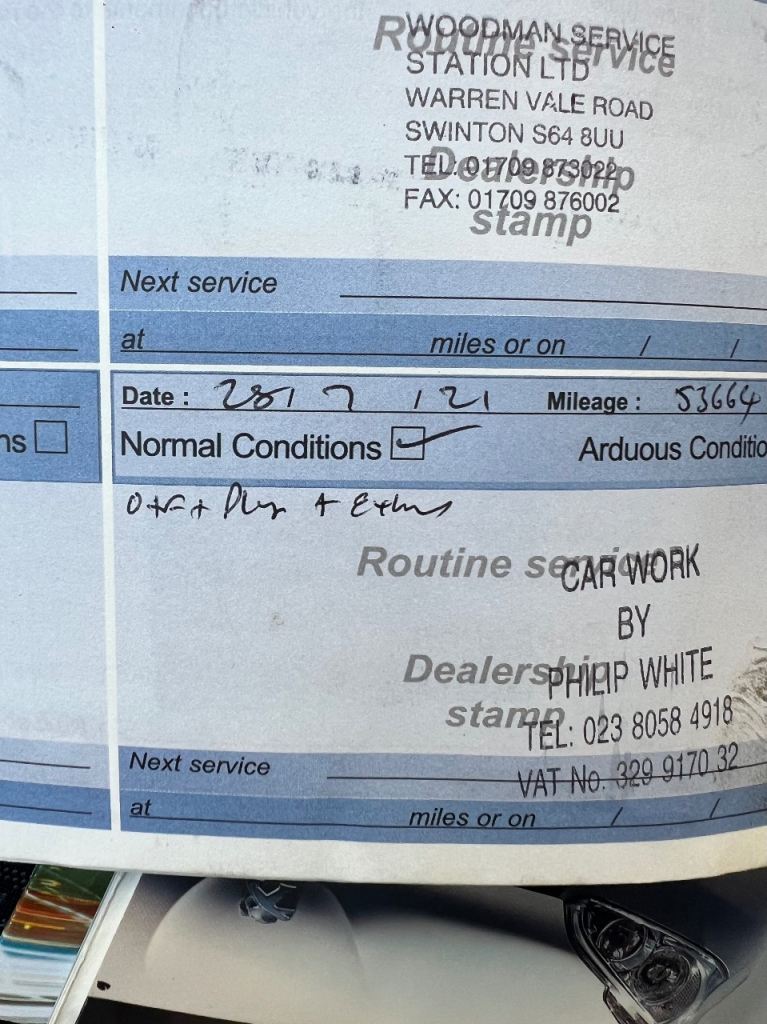 Routine service
WOODMAN SERVICE
STATION LTD
WARREN VALE ROAD
SWINTON S64 8UU
TEL: 01709 873022
FAX: 01709 876002
Dealership
stamp
Next service
at miles or on / /
Date : 28/ 7 / 21 Mileage : 53664
ns Normal Conditions Arduous Conditio
O+F+ Plugs + Extras
Routine service
Dealership
stamp
CAR WORK
BY
PHILIP WHITE
TEL: 023 8058 4918
VAT No. 329 9170 32
Next service
at miles or on / /